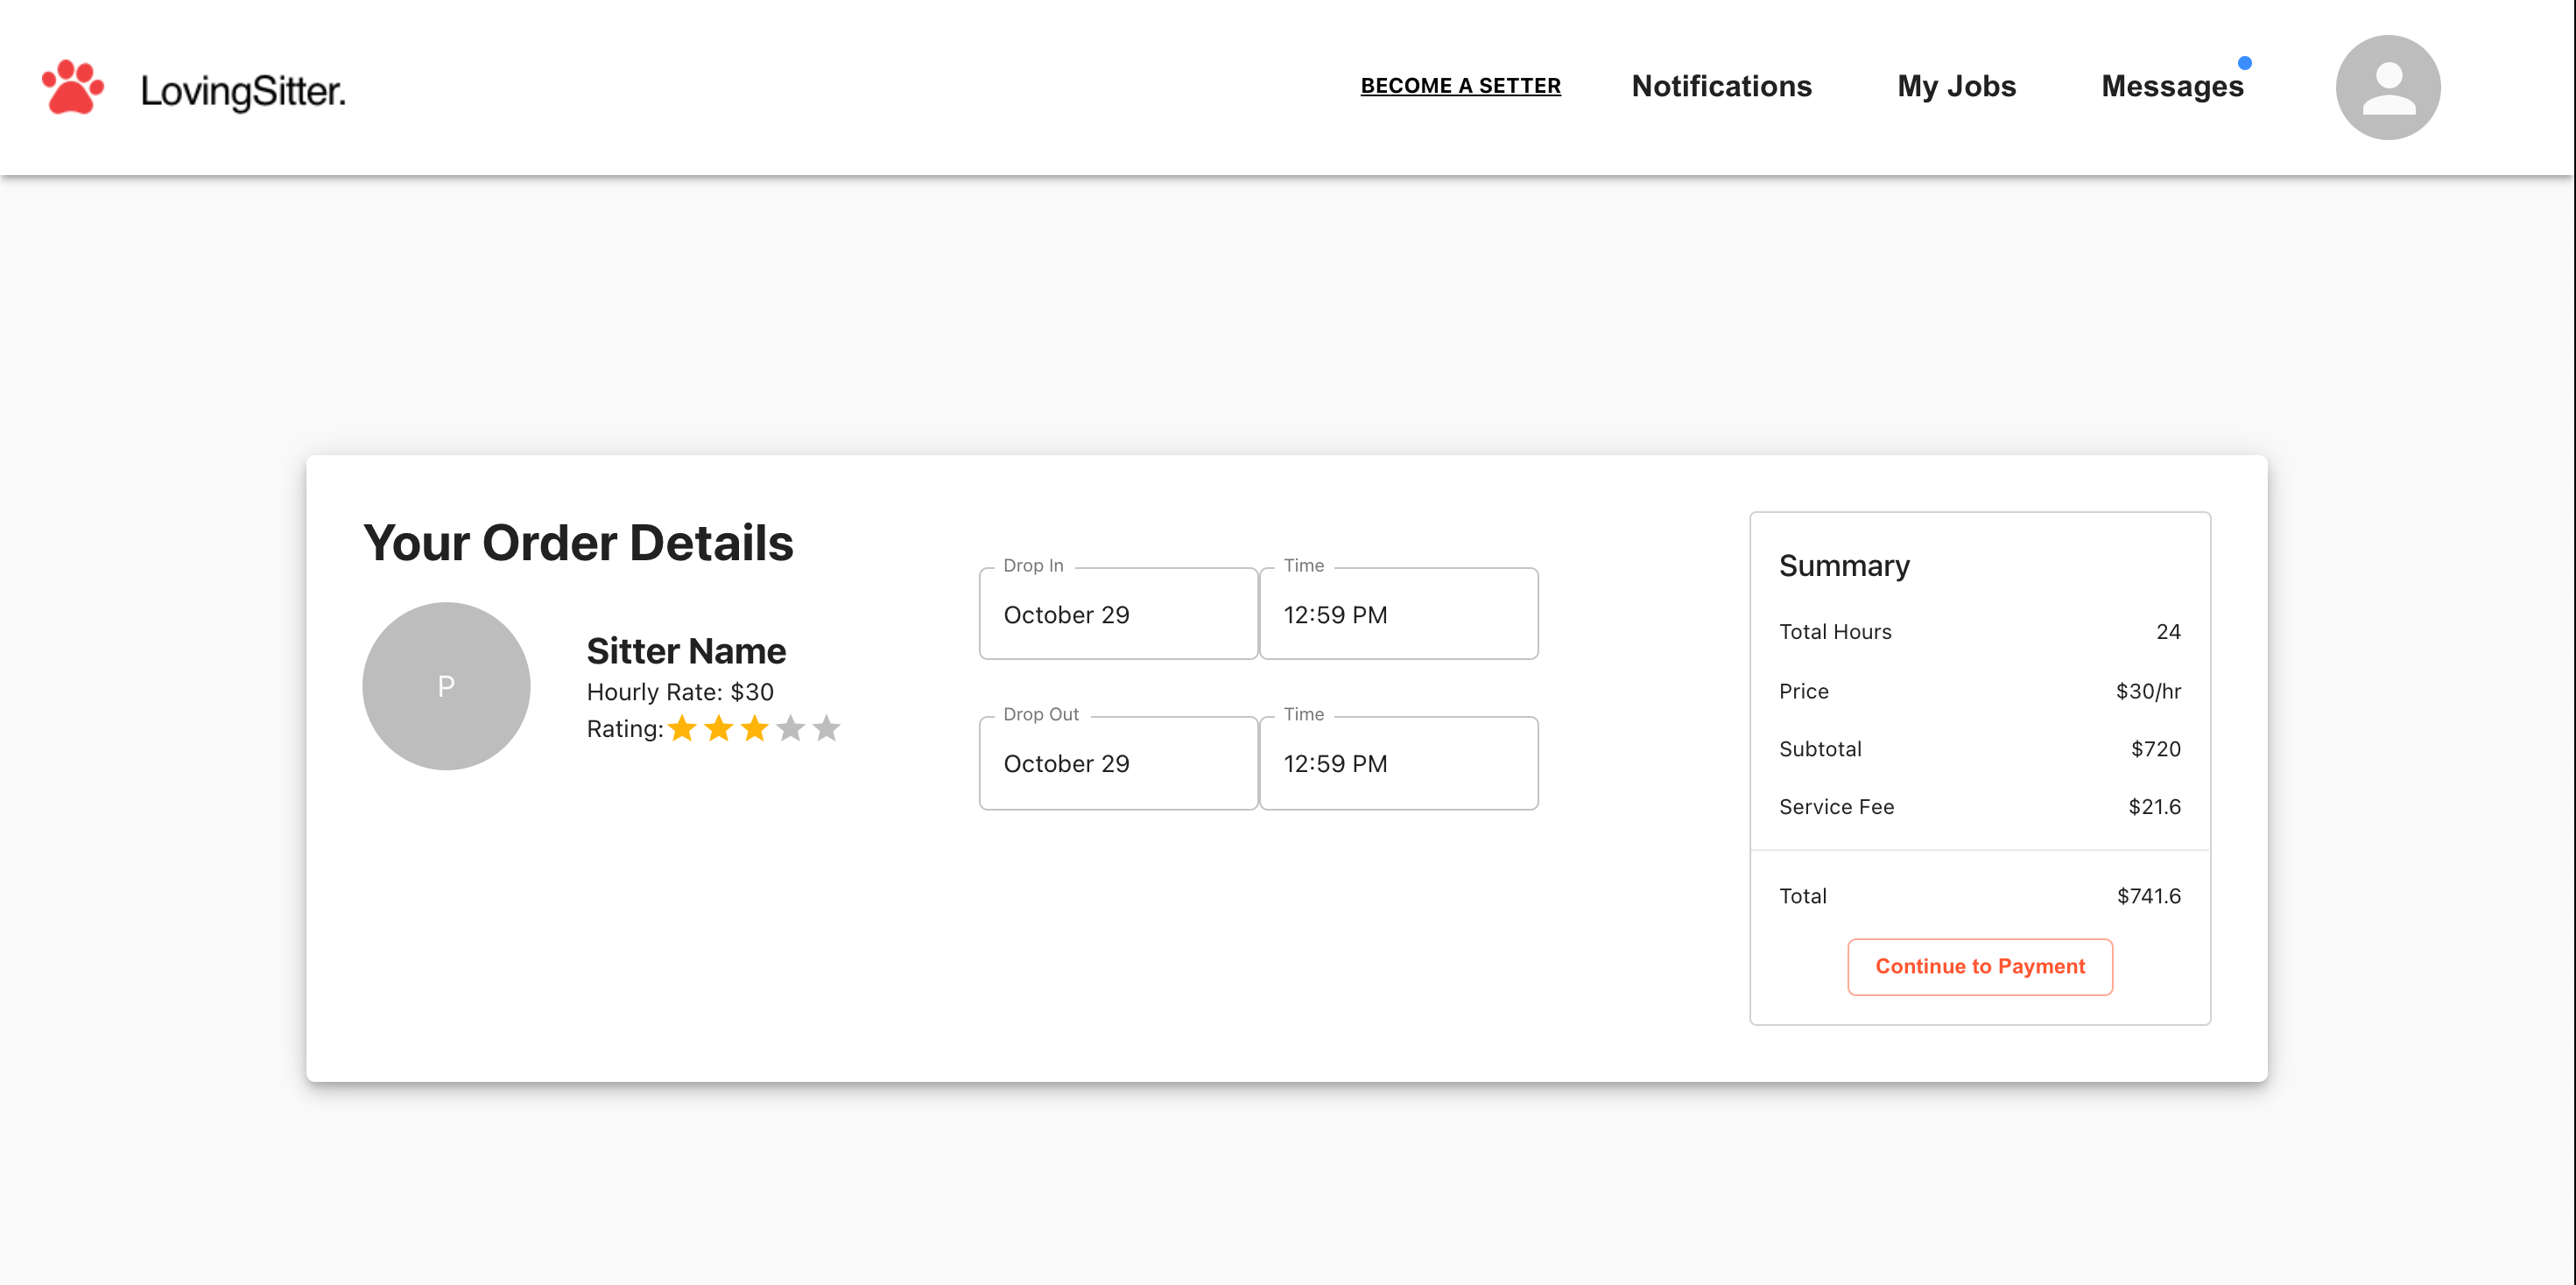 LovingSitter.
BECOME A SETTER
Notifications
My Jobs
Messages
Your Order Details
P
Sitter Name
Hourly Rate: $30
Rating:
Drop In
October 29
Time
12:59 PM
Drop Out
October 29
Time
12:59 PM
Summary
Total Hours 24
Price $30/hr
Subtotal $720
Service Fee $21.6
Total $741.6
Continue to Payment